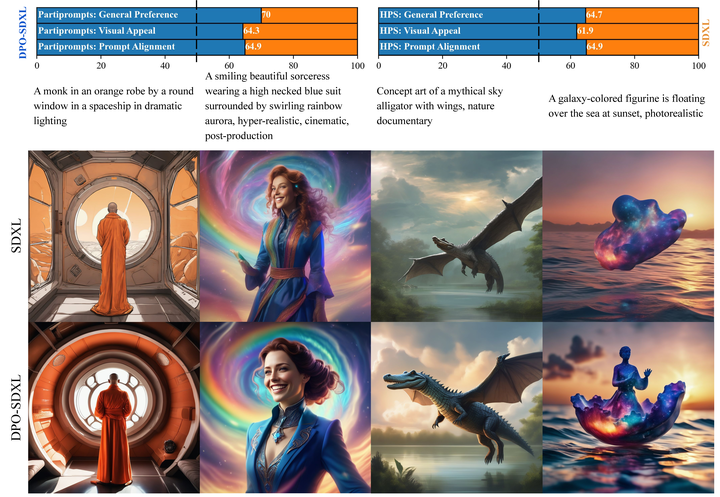 DPO-SDXL
Partiprompts: General Preference 70
Partiprompts: Visual Appeal 64.3
Partiprompts: Prompt Alignment 64.9
0 20 40 60 80 100
HPS: General Preference 64.7
HPS: Visual Appeal 61.9
HPS: Prompt Alignment 64.9
0 20 40 60 80 100
SDXL
A monk in an orange robe by a round
window in a spaceship in dramatic
lighting
A smiling beautiful sorceress
wearing a high necked blue suit
surrounded by swirling rainbow
aurora, hyper-realistic, cinematic,
post-production
Concept art of a mythical sky
alligator with wings, nature
documentary
A galaxy-colored figurine is floating
over the sea at sunset, photorealistic
SDXL
DPO-SDXL